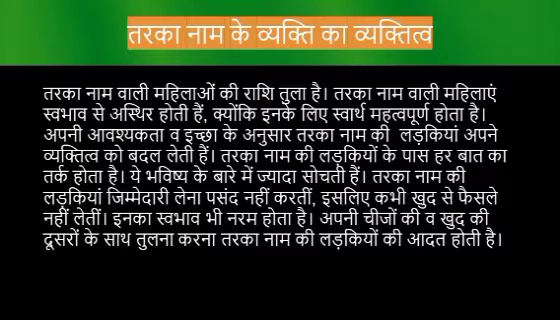 तरका नाम के व्यक्ति का व्यक्तित्व
तरका नाम वाली महिलाओं की राशि तुला है। तरका नाम वाली महिलाएं
स्वभाव से अस्थिर होती हैं, क्योंकि इनके लिए स्वार्थ महत्वपूर्ण होता है।
अपनी आवश्यकता व इच्छा के अनुसार तरका नाम की लड़कियां अपने
व्यक्तित्व को बदल लेती हैं। तरका नाम की लड़कियों के पास हर बात का
तर्क होता है। ये भविष्य के बारे में ज्यादा सोचती हैं। तरका नाम की
लड़कियां जिम्मेदारी लेना पसंद नहीं करतीं, इसलिए कभी खुद से फैसले
नहीं लेतीं। इनका स्वभाव भी नरम होता है। अपनी चीजों की व खुद की
दूसरों के साथ तुलना करना तरका नाम की लड़कियों की आदत होती है।